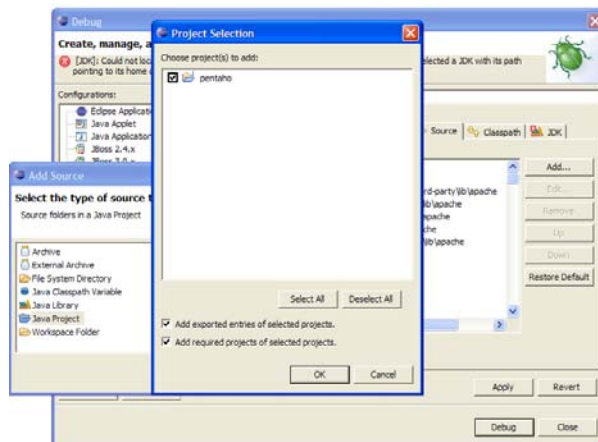 Debug
Create, manage, a
[JDK]: Could not loc
elected a JDK with its path
pointing to its home
Configurations:
Eclipse Applicati
Java Applet
Java Application
JBoss 2.4.x
Source
Classpath
JDK
rd-party\lib\apache
lib\apache
apache
che
\lib\apache
Add...
Edit...
Remove
Up
Down
Restore Default
Apply
Revert
Debug
Close
Add Source
Select the type of source t
Source folders in a Java Project
Archive
External Archive
File System Directory
Java Classpath Variable
Java Library
Java Project
Workspace Folder
Project Selection
Choose project(s) to add:
pentaho
Select All
Deselect All
Add exported entries of selected projects.
Add required projects of selected projects.
OK
Cancel